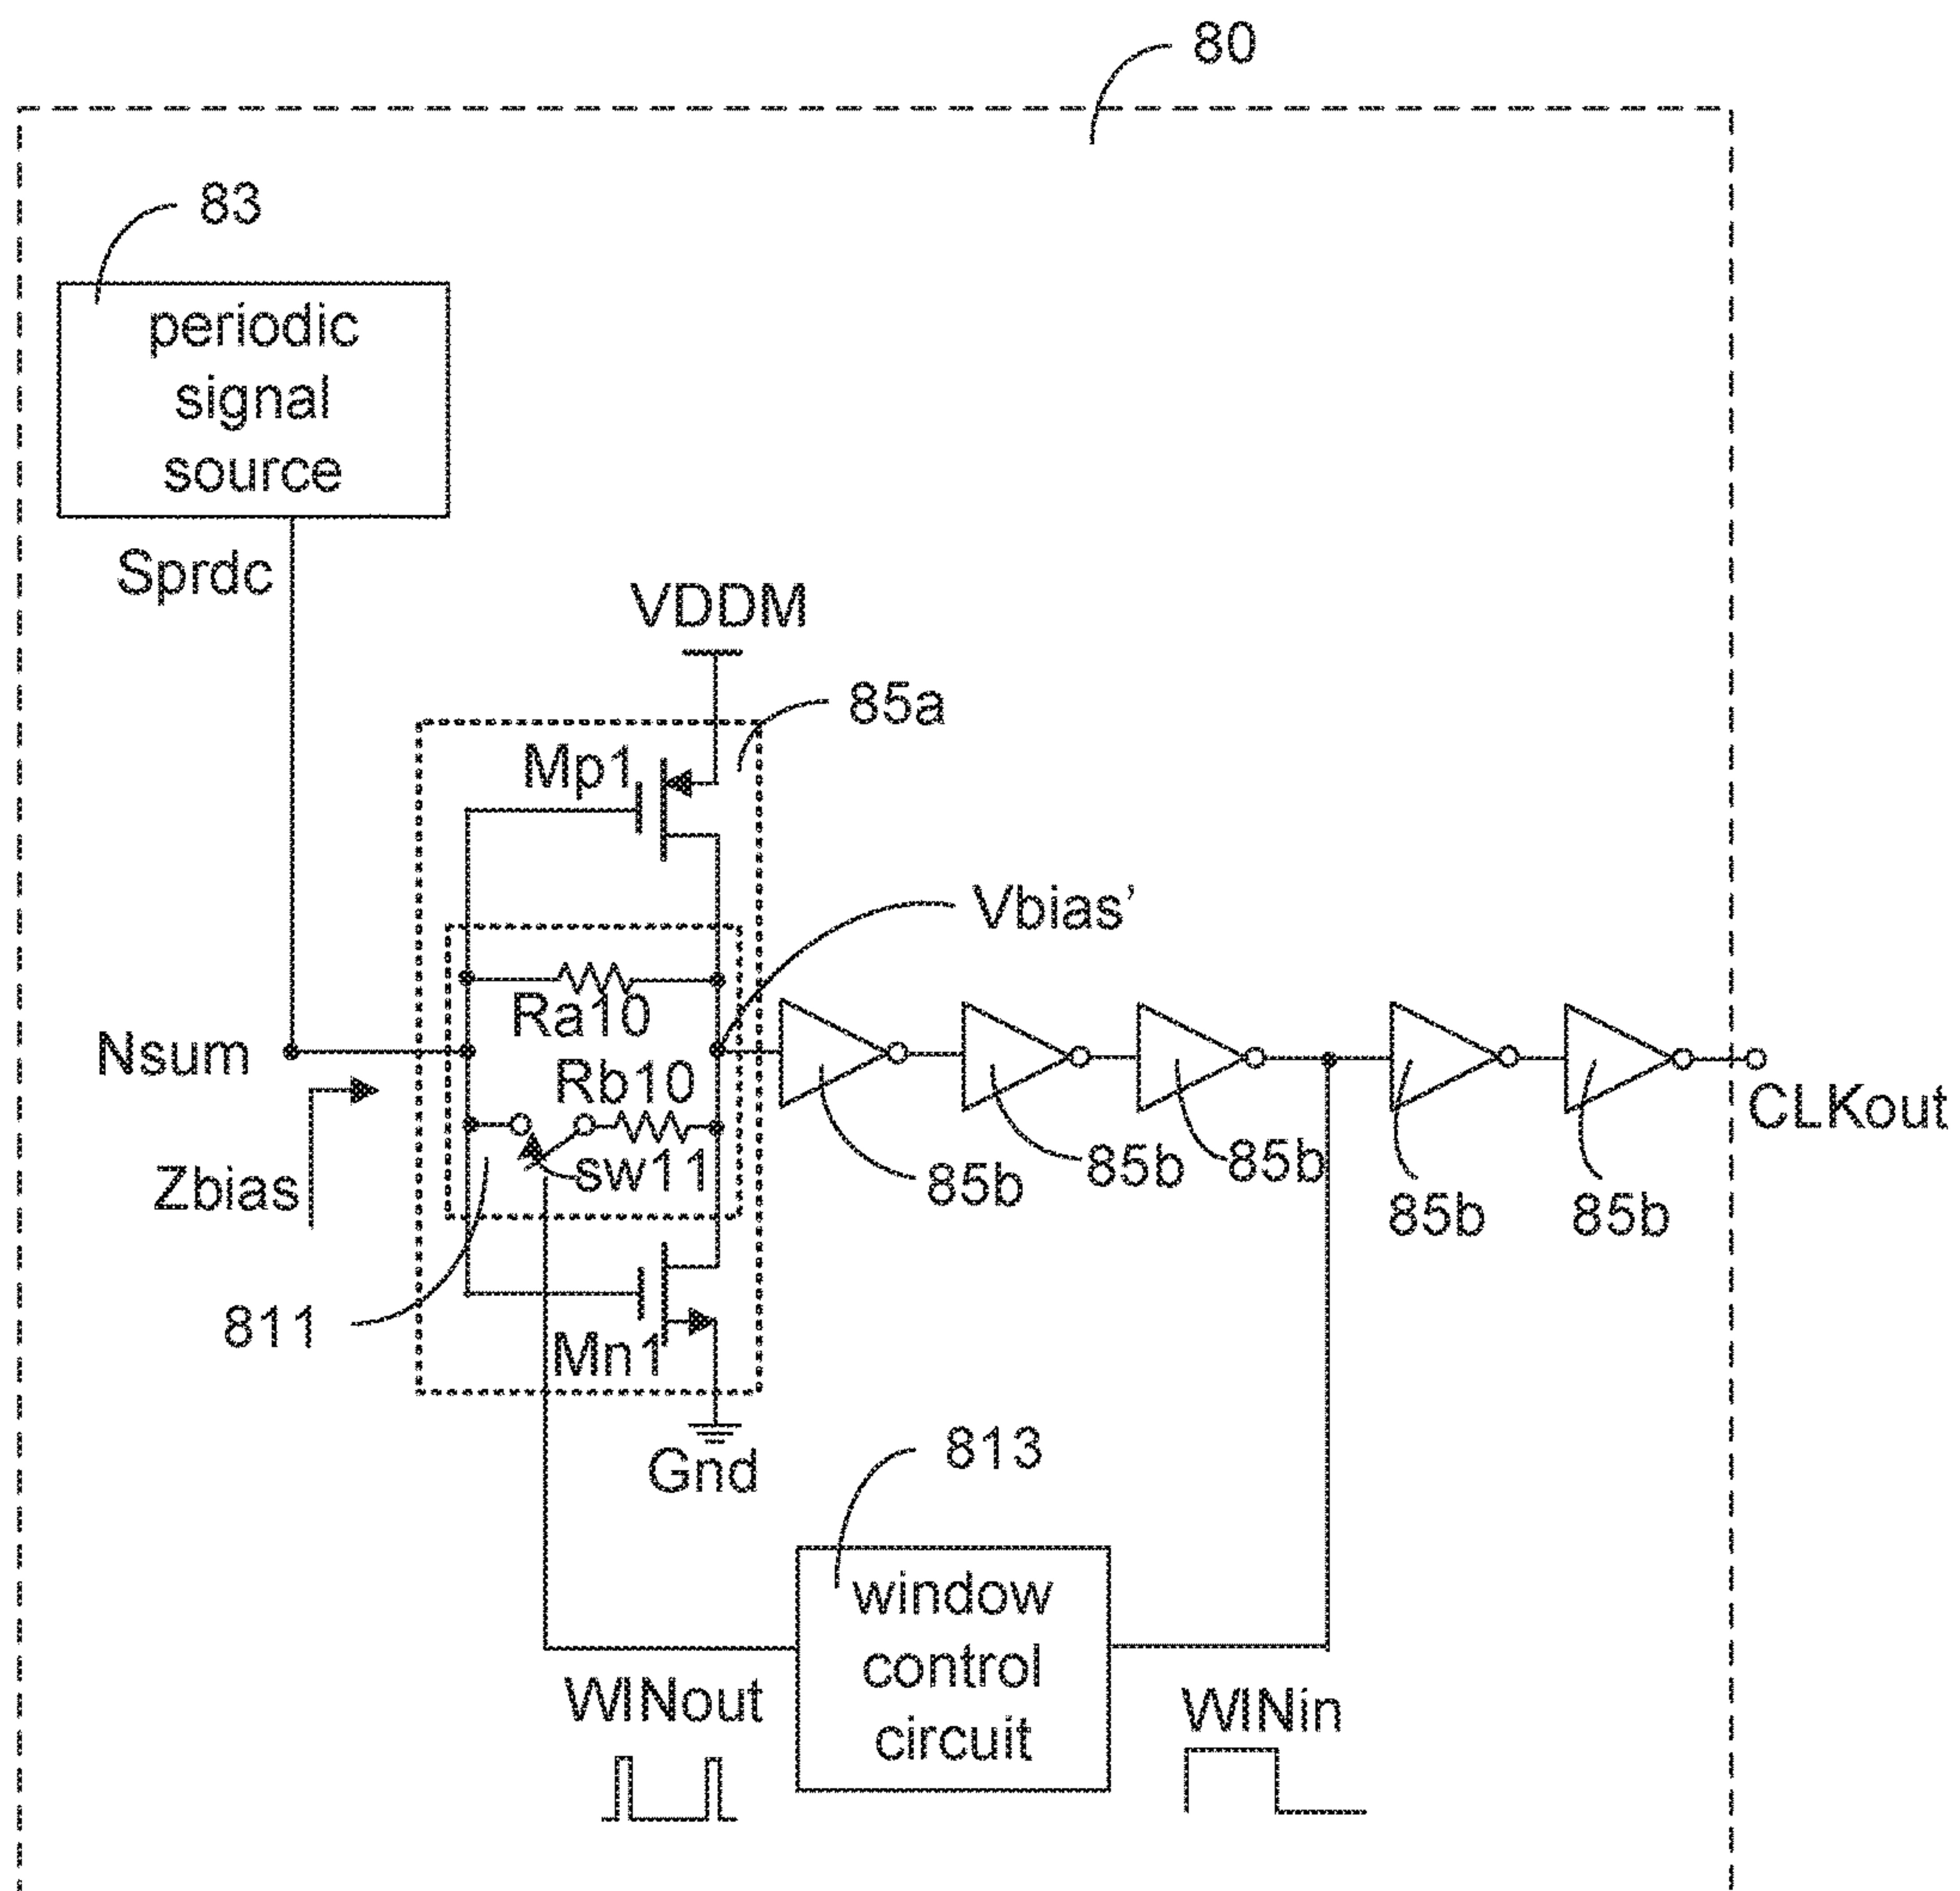 80
83
periodic
signal
source
Sprdc
VDDM
85a
Mp1
Vbias’
Ra10
Nsum
Rb10
CLKout
sw11
Zbias
85b
85b
85b
85b
85b
811
Mn1
Gnd
813
window
control
circuit
WINout
WINin